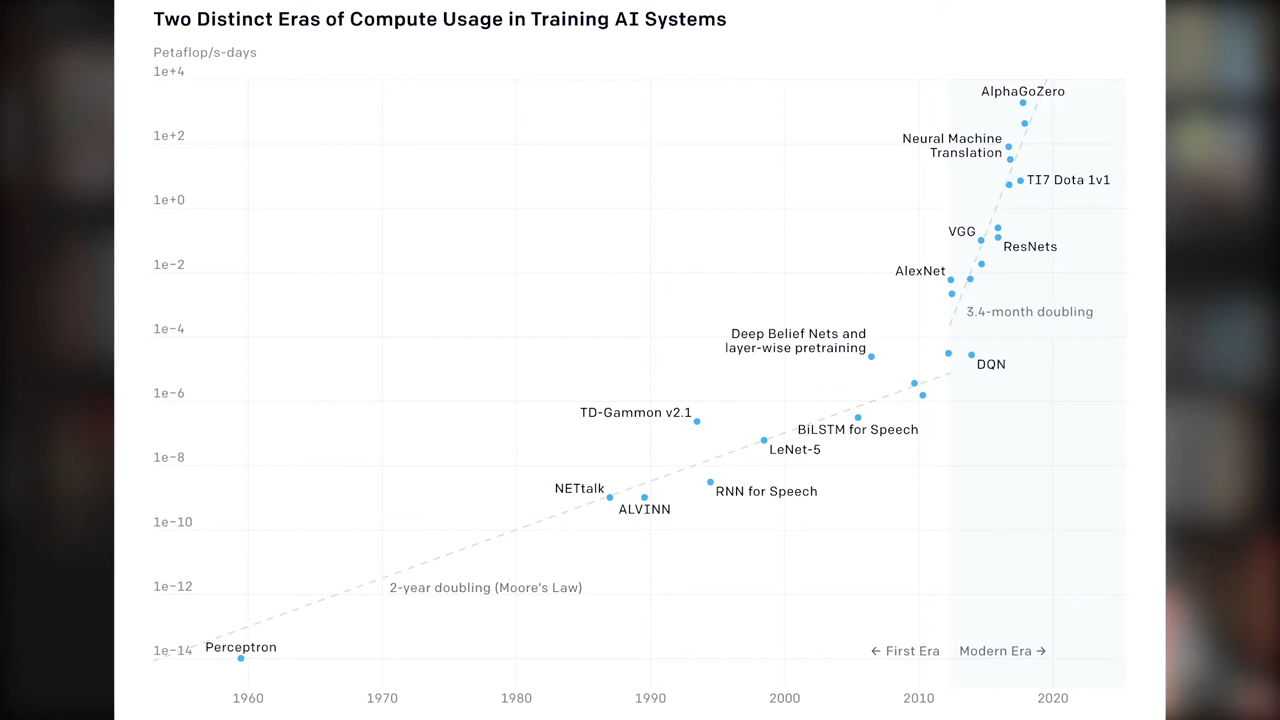 Two Distinct Eras of Compute Usage in Training AI Systems
Petaflop/s-days
1e+4
AlphaGoZero
1e+2
Neural Machine
Translation
TI7 Dota 1v1
1e+0
VGG
ResNets
1e-2
AlexNet
3.4-month doubling
1e-4
Deep Belief Nets and
layer-wise pretraining
DQN
1e-6
TD-Gammon v2.1
BiLSTM for Speech
LeNet-5
1e-8
NETtalk
RNN for Speech
ALVINN
1e-10
1e-12
2-year doubling (Moore's Law)
1e-14
Perceptron
← First Era
Modern Era →
1960
1970
1980
1990
2000
2010
2020